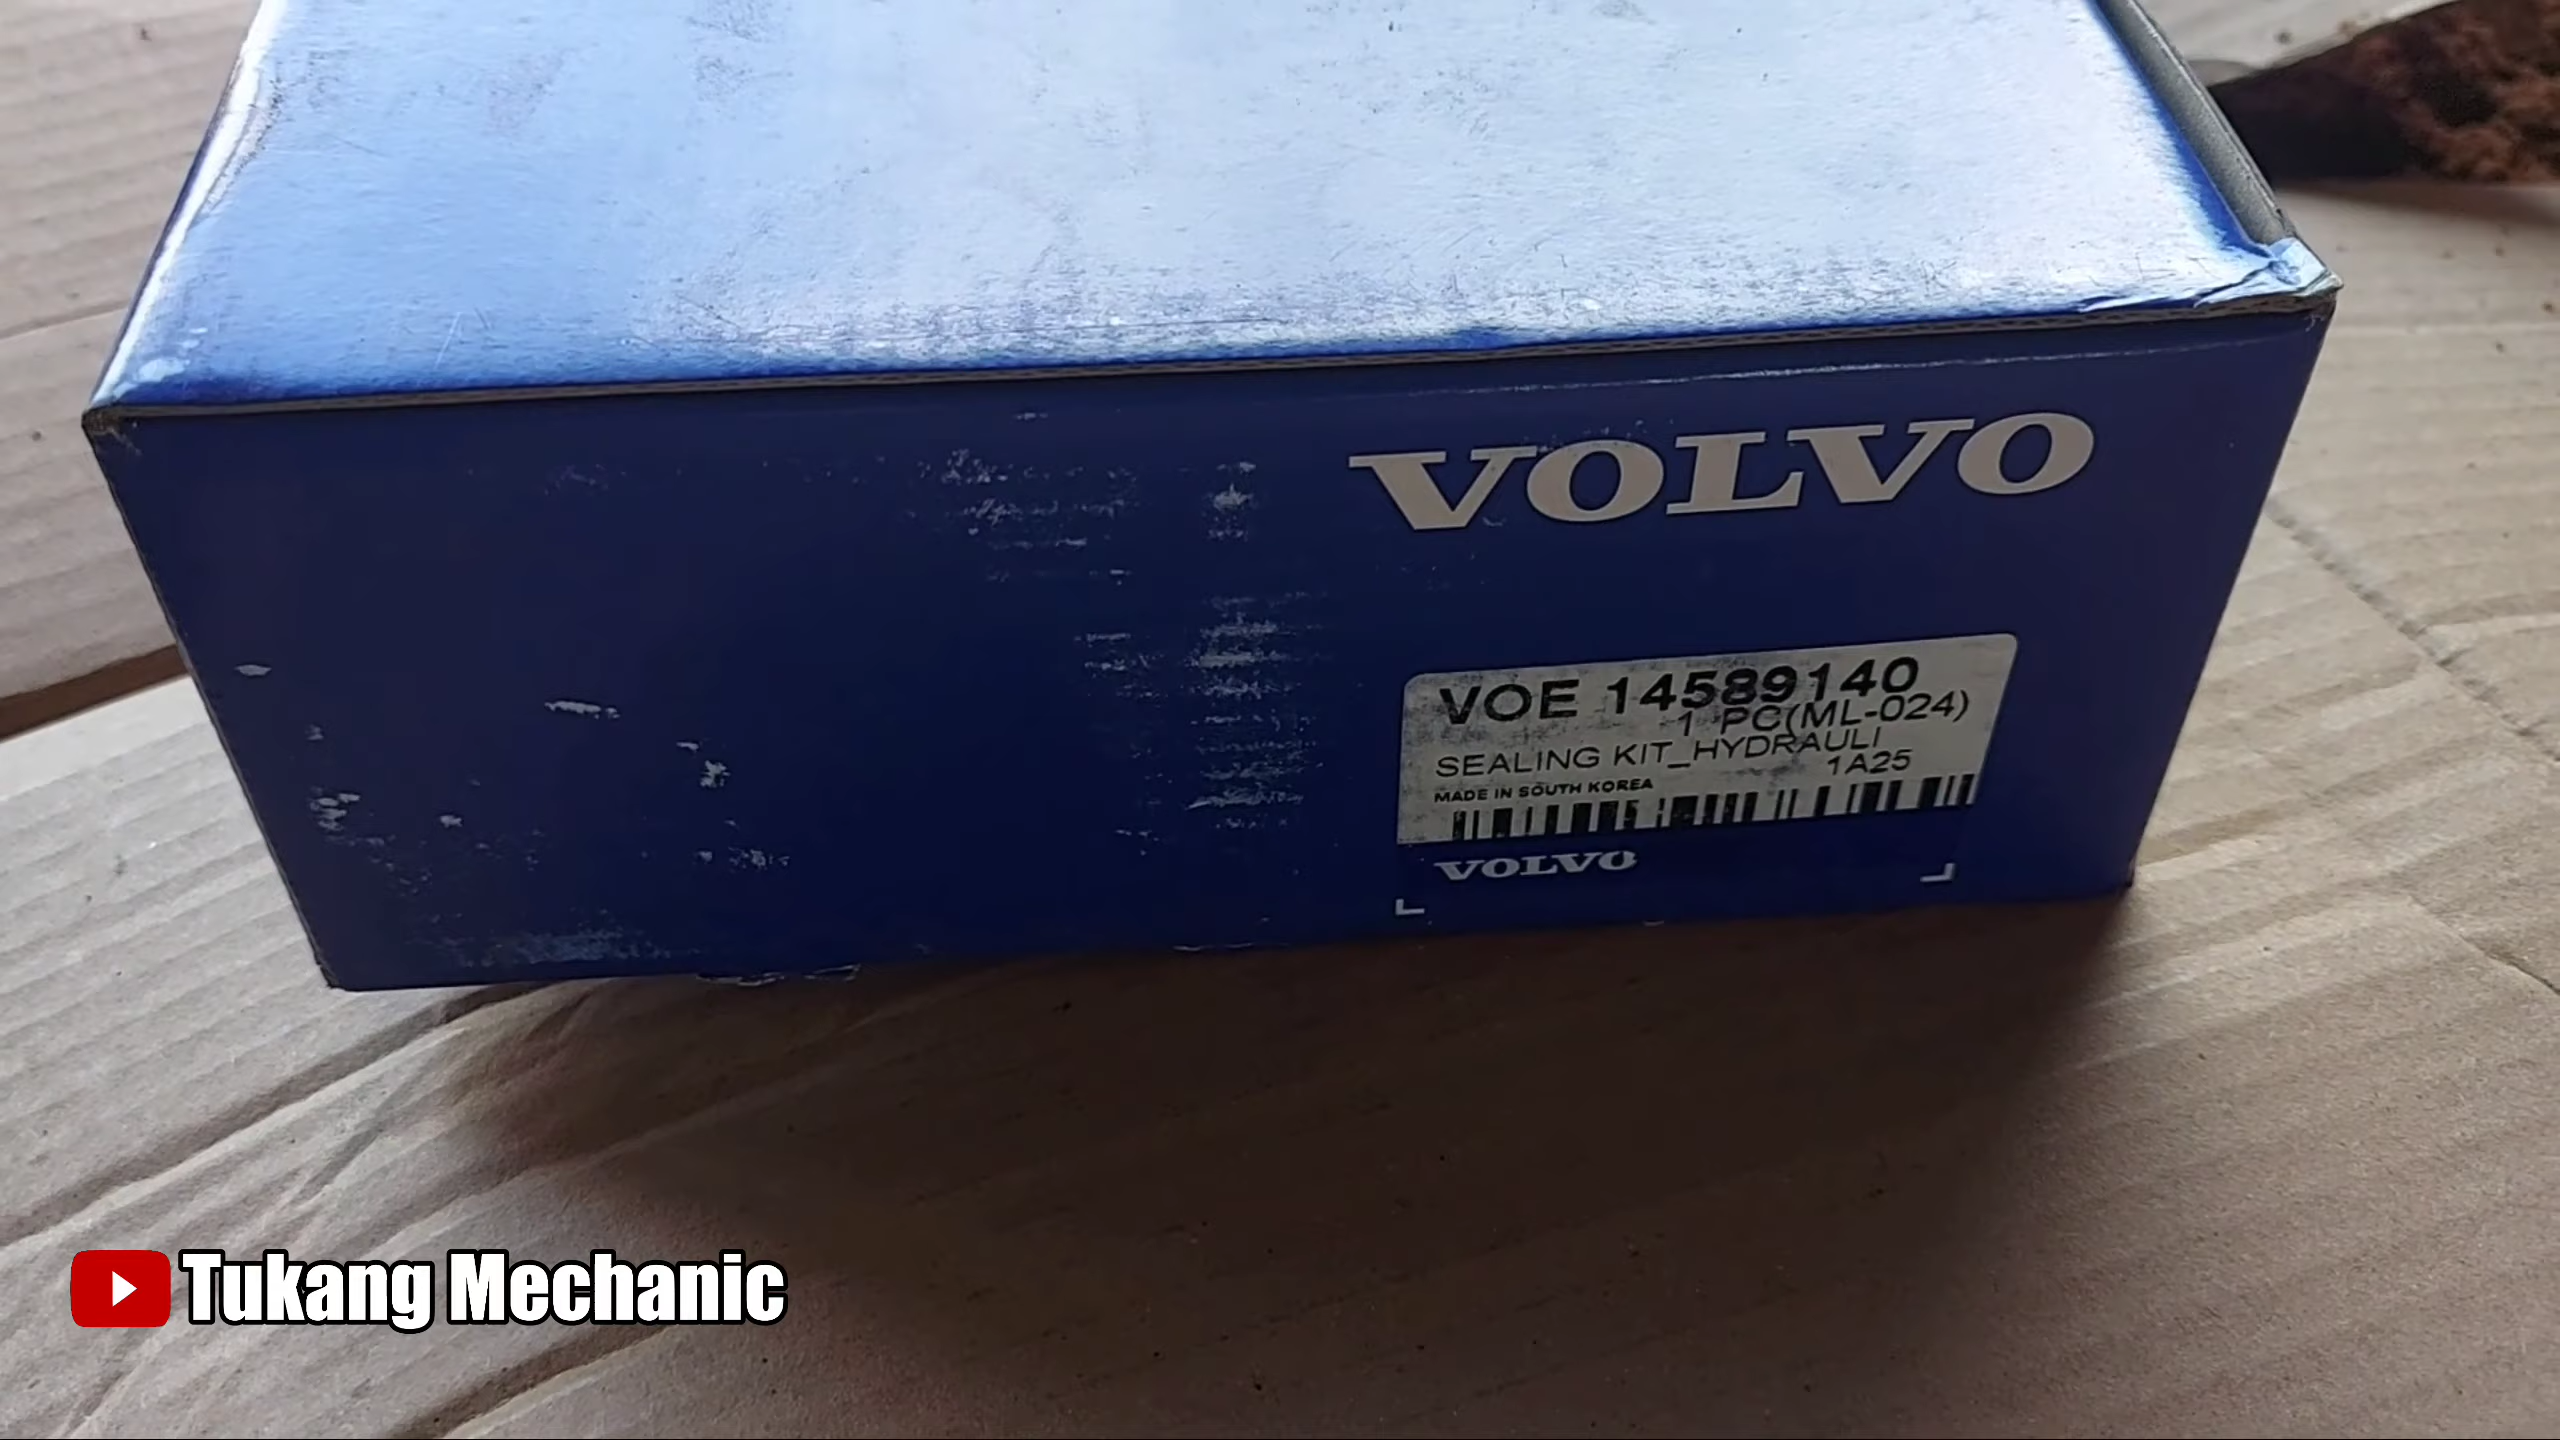 VOLVO
VOE 14589140
1 PC(ML-024)
SEALING KIT_HYDRAULI
1A25
MADE IN SOUTH KOREA
VOLVO
Tukang Mechanic